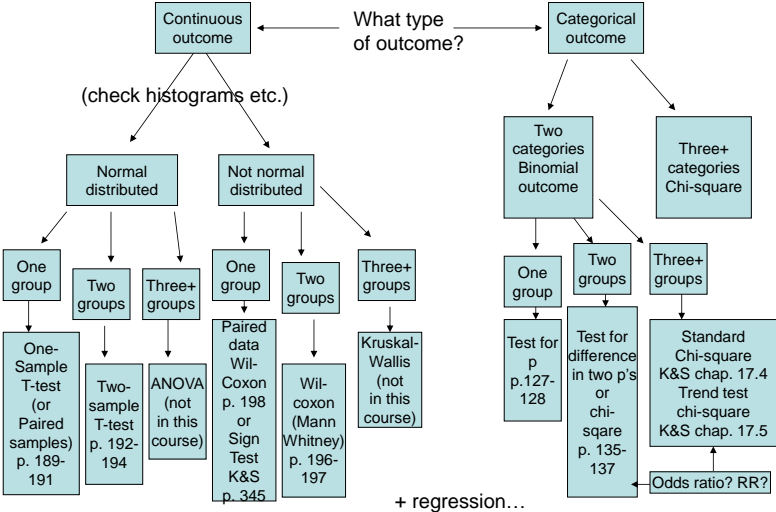 Continuous
outcome
What type
of outcome?
Categorical
outcome
(check histograms etc.)
Normal
distributed
Not normal
distributed
Two
categories
Binomial
outcome
Three+
categories
Chi-square
One
group
Two
groups
Three+
groups
One
group
Two
groups
Three+
groups
One
group
Two
groups
Three+
groups
One-
Sample
T-test
(or
Paired
samples)
p. 189-
191
Two-
sample
T-test
p. 192-
194
ANOVA
(not
in this
course)
Paired
data
Wil-
Coxon
p. 198
or
Sign
Test
K&S
p. 345
Wil-
coxon
(Mann
Whitney)
p. 196-
197
Kruskal-
Wallis
(not
in this
course)
Test for
p
p.127-
128
Test for
difference
in two p's
or
chi-
sqare
p. 135-
137
Standard
Chi-square
K&S chap. 17.4
Trend test
chi-square
K&S chap. 17.5
Odds ratio? RR?
+ regression…